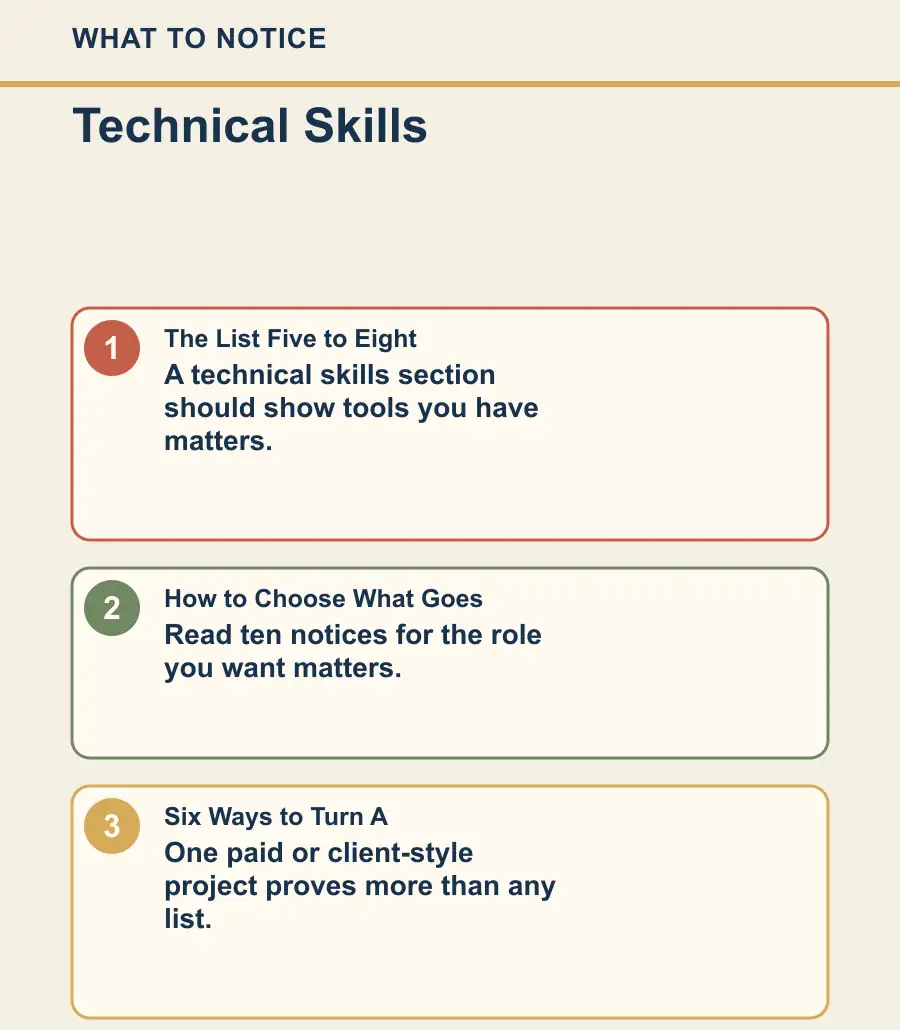 WHAT TO NOTICE
Technical Skills
1
The List Five to Eight
A technical skills section
should show tools you have
matters.
2
How to Choose What Goes
Read ten notices for the role
you want matters.
3
Six Ways to Turn A
One paid or client-style
project proves more than any
list.